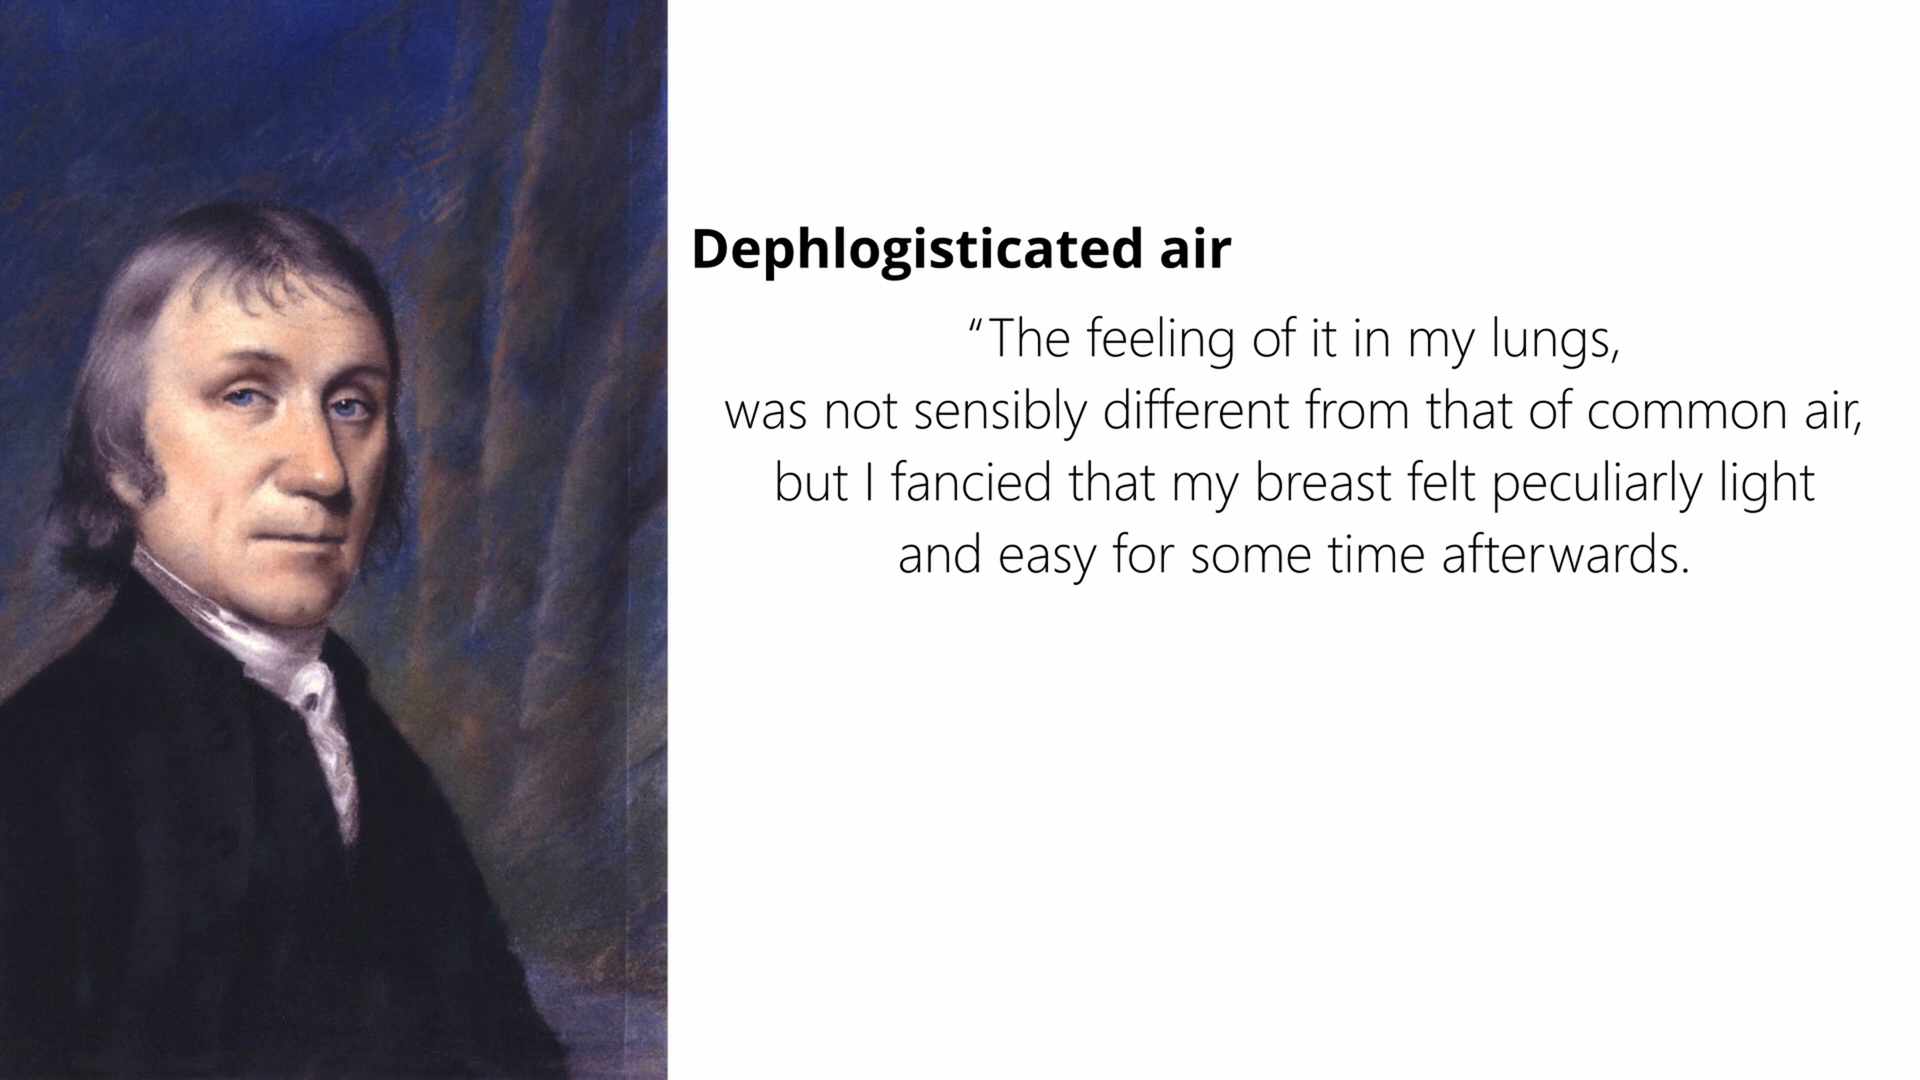 Dephlogisticated air
“The feeling of it in my lungs,
was not sensibly different from that of common air,
but I fancied that my breast felt peculiarly light
and easy for some time afterwards.